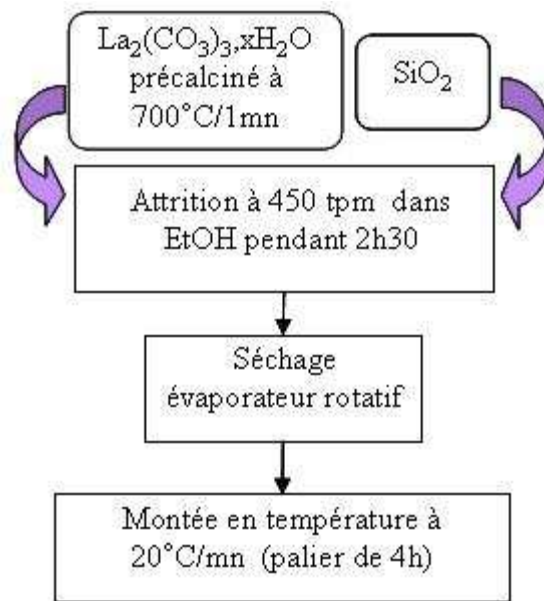 La₂(CO₃)₃,xH₂O
précalciné à
700°C/1mn
SiO₂
Attrition à 450 tpm dans
EtOH pendant 2h30
Séchage
évaporateur rotatif
Montée en température à
20°C/mn (palier de 4h)